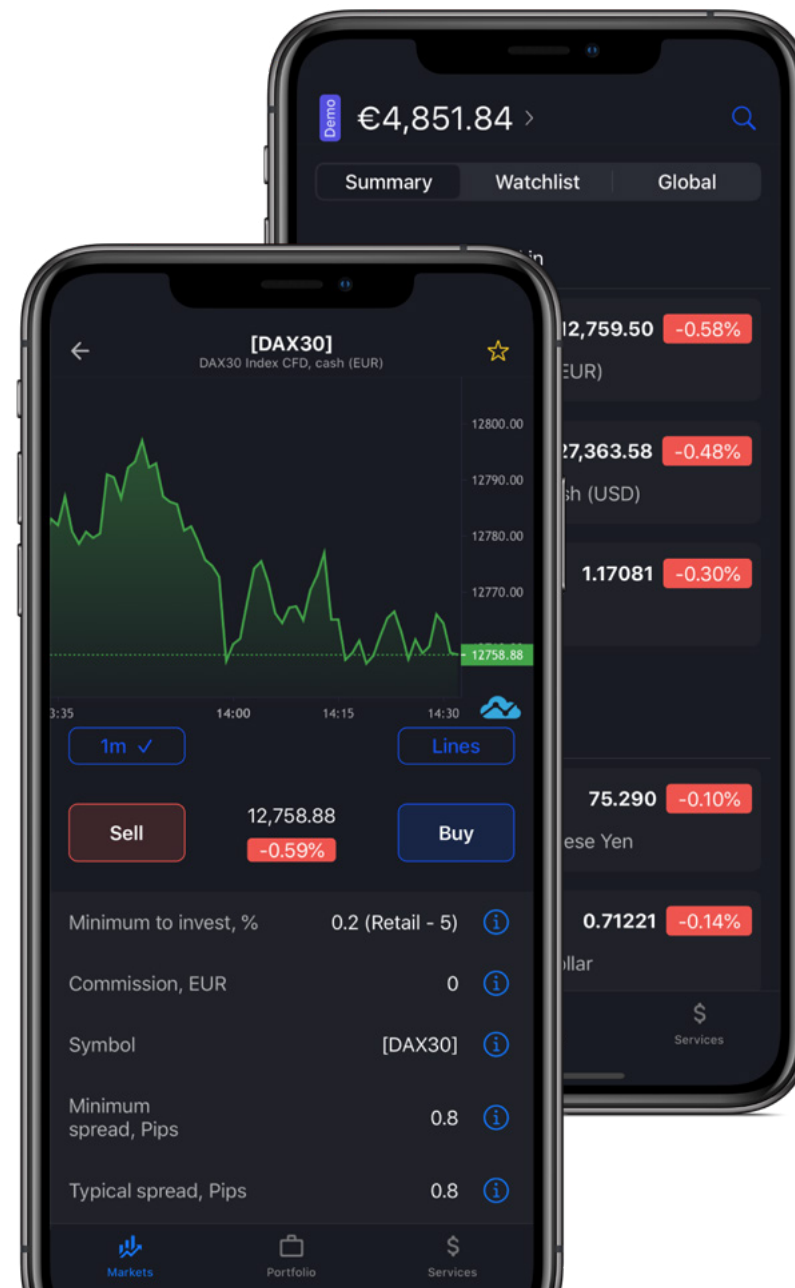 Demo
€4,851.84 >
Summary Watchlist Global
in
12,759.50 -0.58%
EUR)
27,363.58 -0.48%
sh (USD)
1.17081 -0.30%
75.290 -0.10%
ese Yen
0.71221 -0.14%
ollar
$
Services
[DAX30]
DAX30 Index CFD, cash (EUR)
12800.00
12790.00
12780.00
12770.00
12758.88
3:35 14:00 14:15 14:30
1m ✓ Lines
Sell 12,758.88 Buy
-0.59%
Minimum to invest, % 0.2 (Retail - 5) i
Commission, EUR 0 i
Symbol [DAX30] i
Minimum
spread, Pips 0.8 i
Typical spread, Pips 0.8 i
$
Markets Portfolio Services